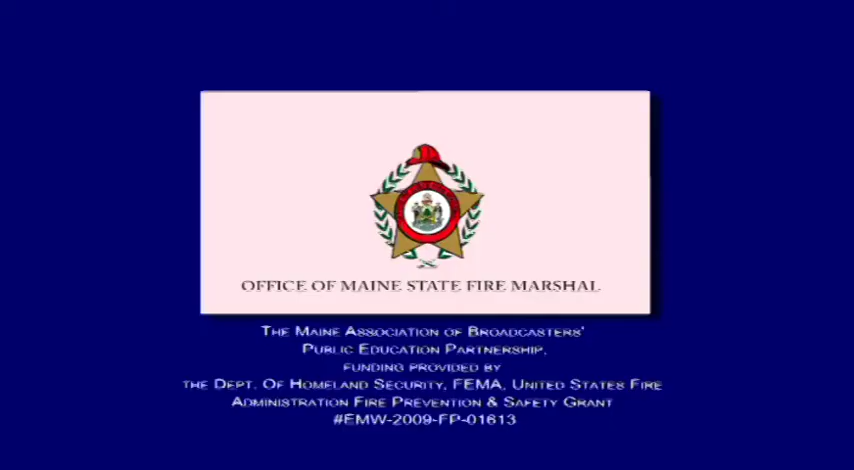 OFFICE OF MAINE STATE FIRE MARSHAL
THE MAINE ASSOCIATION OF BROADCASTERS'
PUBLIC EDUCATION PARTNERSHIP,
FUNDING PROVIDED BY
THE DEPT. OF HOMELAND SECURITY, FEMA, UNITED STATES FIRE
ADMINISTRATION FIRE PREVENTION & SAFETY GRANT
#EMW-2009-FP-01613